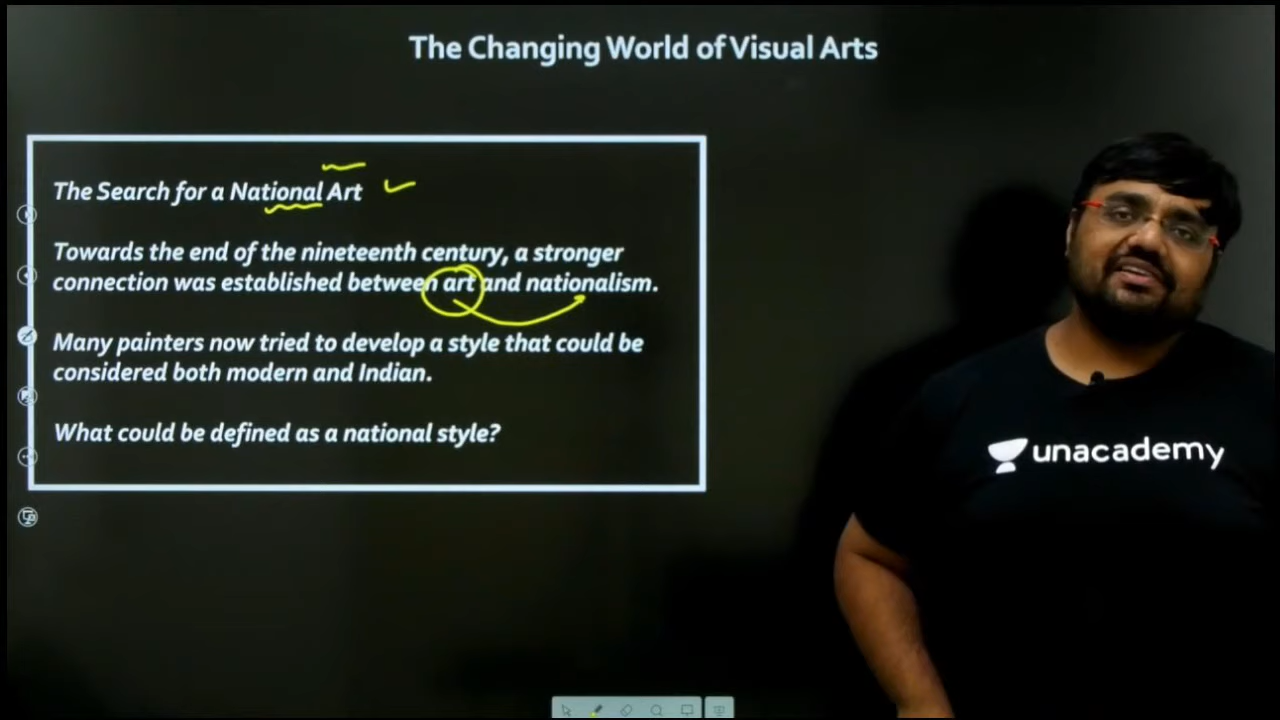 The Changing World of Visual Arts
The Search for a National Art
Towards the end of the nineteenth century, a stronger
connection was established between art and nationalism.
Many painters now tried to develop a style that could be
considered both modern and Indian.
What could be defined as a national style?
unacademy